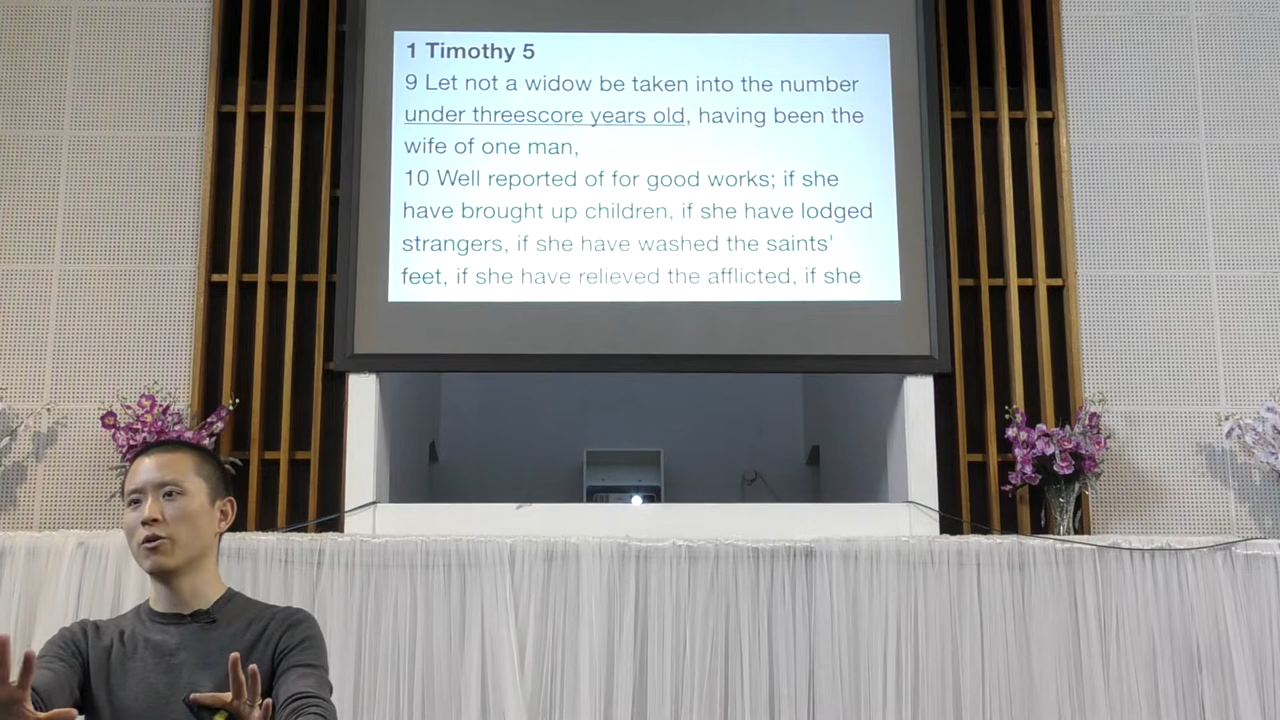 1 Timothy 5
9 Let not a widow be taken into the number
under threescore years old, having been the
wife of one man,
10 Well reported of for good works; if she
have brought up children, if she have lodged
strangers, if she have washed the saints'
feet, if she have relieved the afflicted, if she